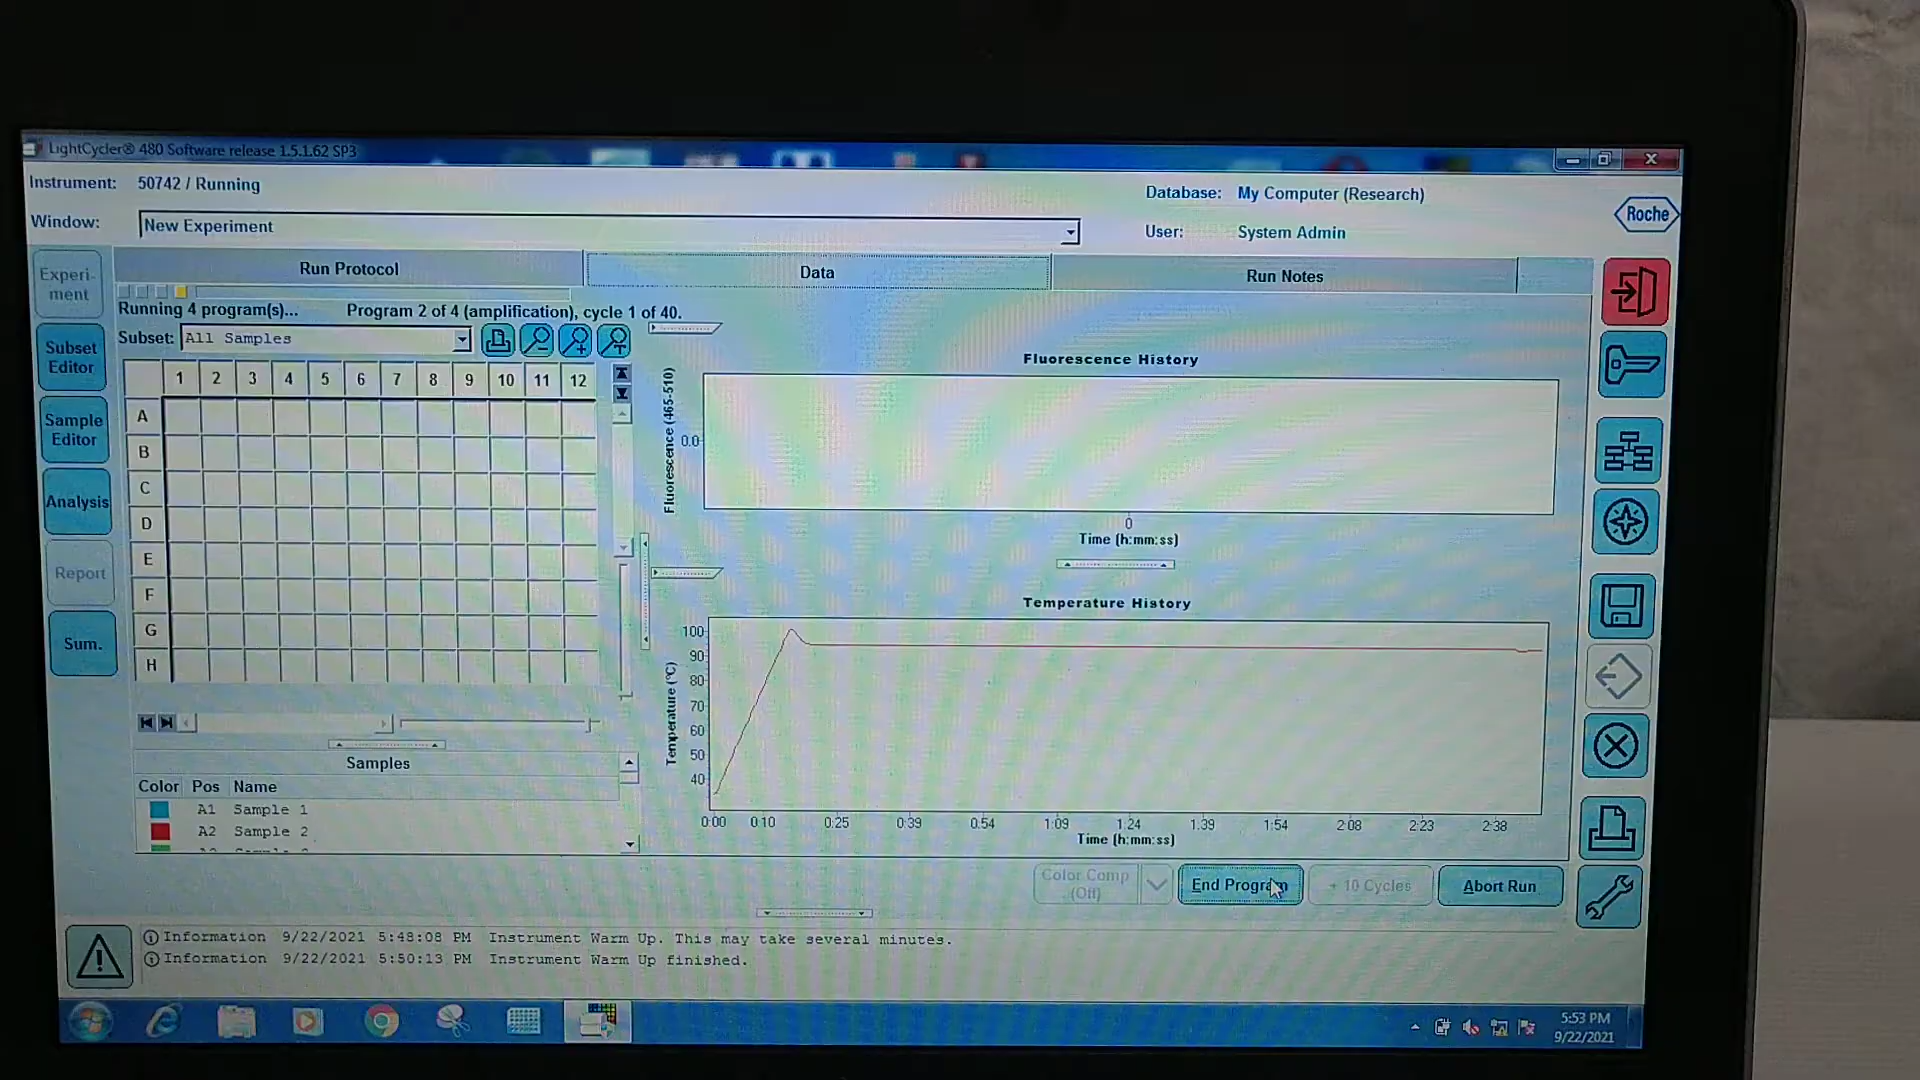 LightCycler® 480 Software release 1.5.1.62 SP3
Instrument: 50742 / Running
Database: My Computer (Research)
Window: New Experiment
User: System Admin
Roche
Experi-
ment
Subset
Editor
Sample
Editor
Analysis
Report
Sum.
Run Protocol
Data
Run Notes
Running 4 program(s)... Program 2 of 4 (amplification), cycle 1 of 40.
Subset: All Samples
1 2 3 4 5 6 7 8 9 10 11 12
A
B
C
D
E
F
G
H
Samples
Color Pos Name
A1 Sample 1
A2 Sample 2
Fluorescence History
Fluorescence (465-510)
0.0
0
Time (h:mm:ss)
Temperature History
Temperature (°C)
100
90
80
70
60
50
40
0:00 0:10 0:25 0:39 0:54 1:09 1:24 1:39 1:54 2:08 2:23 2:38
Time (h:mm:ss)
Color Comp
(Off)
End Program
+ 10 Cycles
Abort Run
Information 9/22/2021 5:48:08 PM Instrument Warm Up. This may take several minutes.
Information 9/22/2021 5:50:13 PM Instrument Warm Up finished.
5:53 PM
9/22/2021